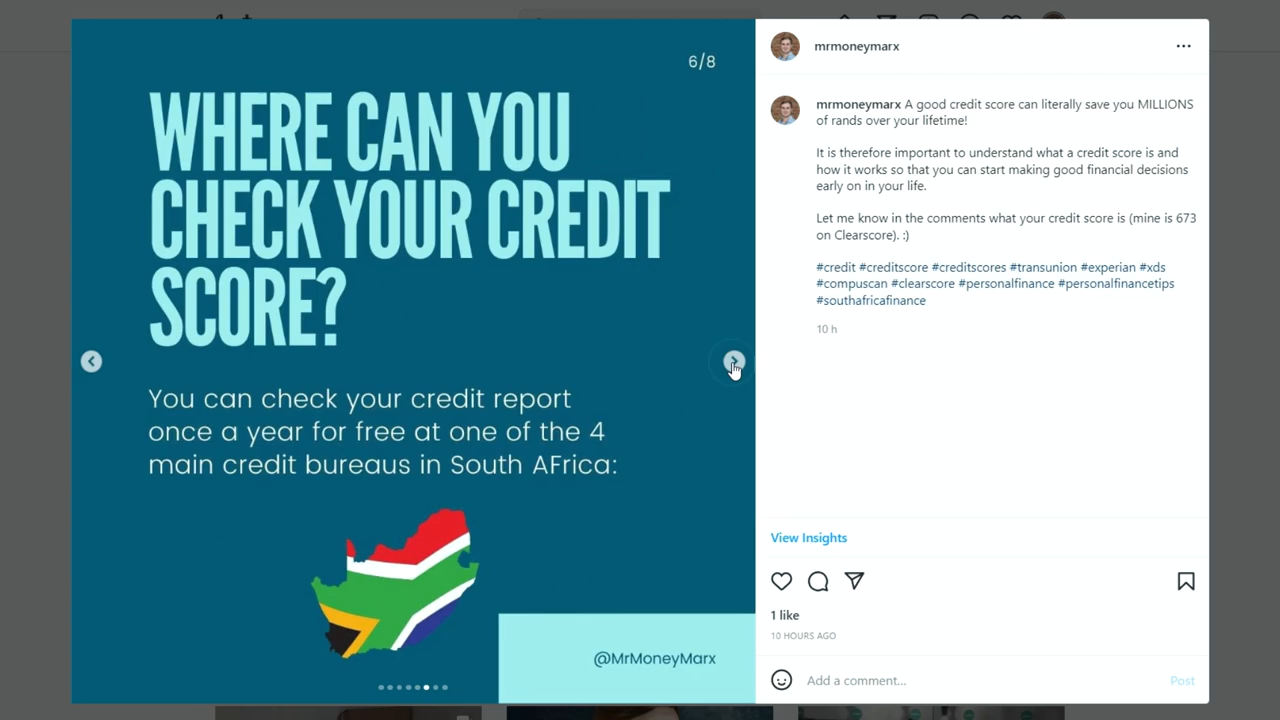 6/8
WHERE CAN YOU
CHECK YOUR CREDIT
SCORE?
You can check your credit report
once a year for free at one of the 4
main credit bureaus in South AFrica:
@MrMoneyMarx
mrmoneymarx
mrmoneymarx A good credit score can literally save you MILLIONS
of rands over your lifetime!
It is therefore important to understand what a credit score is and
how it works so that you can start making good financial decisions
early on in your life.
Let me know in the comments what your credit score is (mine is 673
on Clearscore). :)
#credit #creditscore #creditscores #transunion #experian #xds
#compuscan #clearscore #personalfinance #personalfinancetips
#southafricafinance
10 h
View Insights
1 like
10 HOURS AGO
Add a comment...
Post